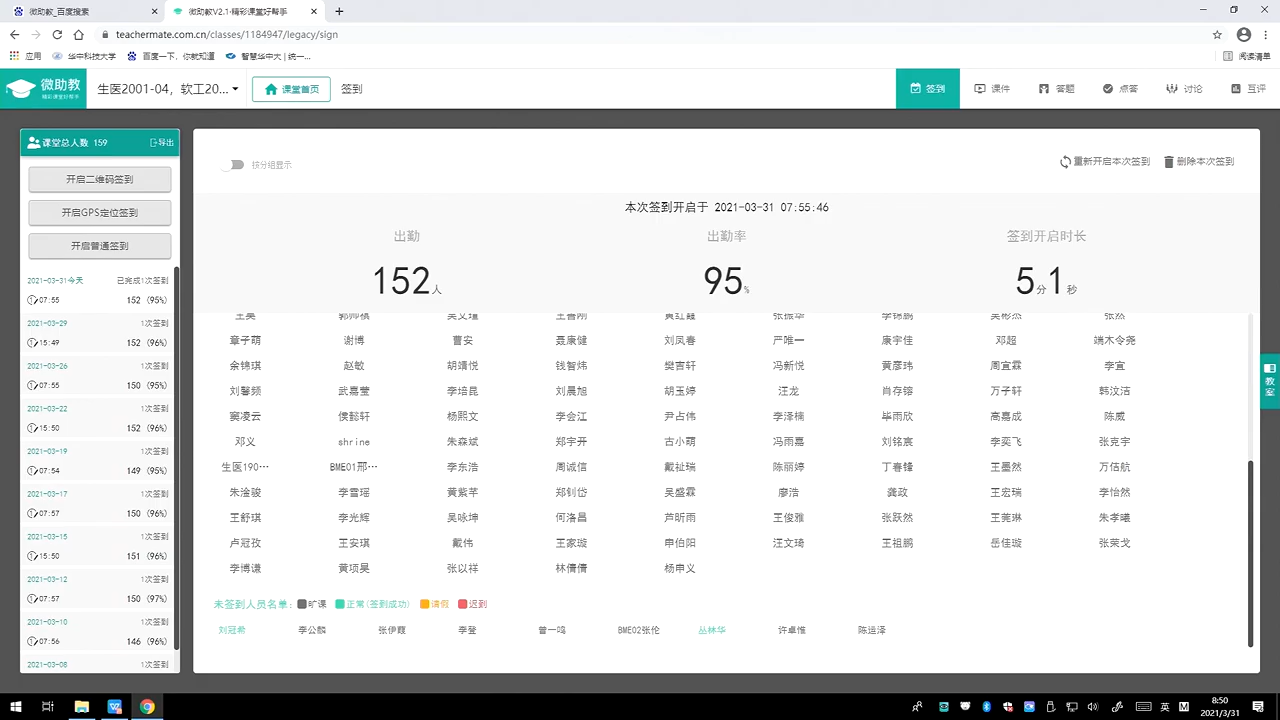 微助教_百度搜索
微助教V2.1-精彩课堂好帮手
teachermate.com.cn/classes/1184947/legacy/sign
应用 华中科技大学 百度一下，你就知道 智慧华中大 | 统一... 阅读清单
微助教
精彩课堂好帮手
生医2001-04, 软工20...
课堂首页
签到
签到 课件 答题 点答 讨论 互评
课堂总人数 159 导出
开启二维码签到
开启GPS定位签到
开启普通签到
2021-03-31今天 已完成1次签到
07:55 152 (95%)
2021-03-29 1次签到
15:49 152 (96%)
2021-03-26 1次签到
07:55 150 (95%)
2021-03-22 1次签到
15:50 152 (96%)
2021-03-19 1次签到
07:54 149 (95%)
2021-03-17 1次签到
07:57 150 (96%)
2021-03-15 1次签到
15:50 151 (96%)
2021-03-12 1次签到
07:57 150 (97%)
2021-03-10 1次签到
07:56 146 (96%)
2021-03-08 1次签到
按分组显示
重新开启本次签到 删除本次签到
本次签到开启于 2021-03-31 07:55:46
出勤 出勤率 签到开启时长
152人 95% 5分1秒
章子萌 谢博 曹安 聂康健 刘凤春 严唯一 康宇佳 邓超 端木令尧
余锦琪 赵敏 胡靖悦 钱智炜 樊吉轩 冯新悦 黄彦玮 周宜霖 李宣
刘馨频 武嘉莹 李培昆 刘晨旭 胡玉婷 汪龙 肖存镕 万子轩 韩汶洁
窦凌云 侯懿轩 杨熙文 李会江 尹占伟 李泽楠 毕雨欣 高嘉成 陈威
邓义 shrine 朱森斌 郑宇开 古小萌 冯雨嘉 刘铭宸 李奕飞 张克宇
生医190··· BME01邢··· 李东浩 周诚信 戴祉瑞 陈丽婷 丁春锋 王墨然 万倍航
朱淦骏 李雪瑶 黄紫芊 郑钊岱 吴盛霖 廖浩 龚政 王宏瑞 李怡然
王舒琪 李光辉 吴咏坤 何洛昌 芦昕雨 王俊雅 张跃然 王莞琳 朱孝曦
卢冠孜 王安琪 戴伟 王家璇 申伯阳 汪文琦 王祖鹏 岳佳璇 张荣戈
李博谦 黄项昊 张以祥 林倩倩 杨申义
未签到人员名单: 旷课 正常(签到成功) 请假 迟到
刘冠希 李公麟 张伊葭 李登 曾一鸣 BME02张伦 丛林华 许卓惟 陈运泽
教室
英
8:50
2021/3/31